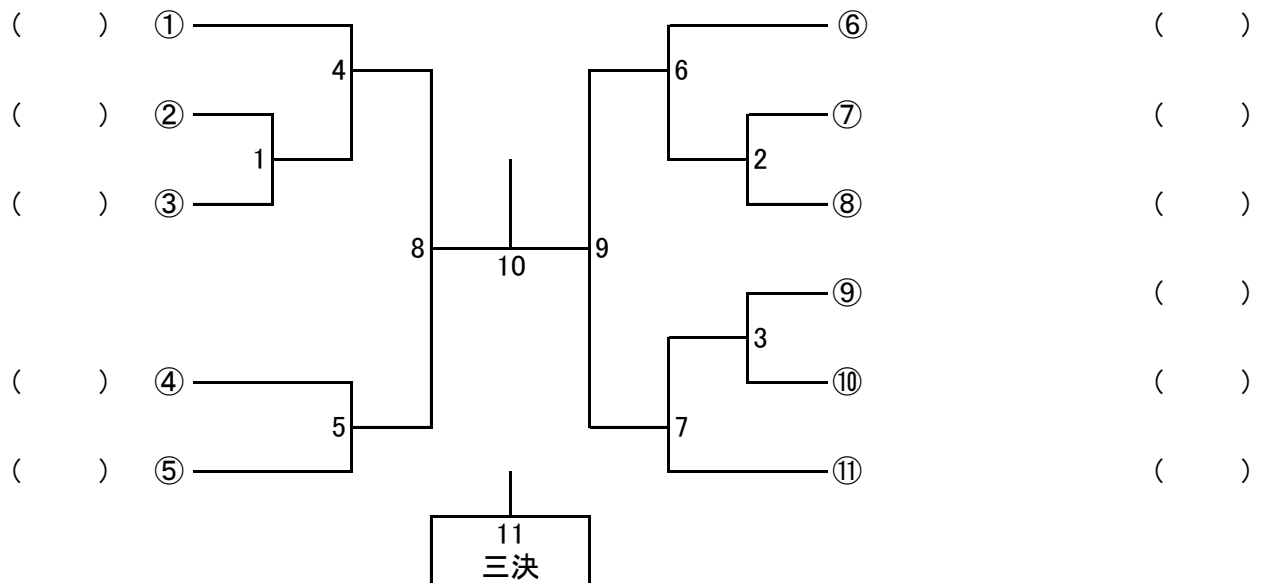 (　　) ① ⑥ (　　)
4 6
(　　) ② ⑦ (　　)
1 2
(　　) ③ ⑧ (　　)
8 9
10
⑨ (　　)
3
(　　) ④ ⑩ (　　)
5 7
(　　) ⑤ ⑪ (　　)
11
三決